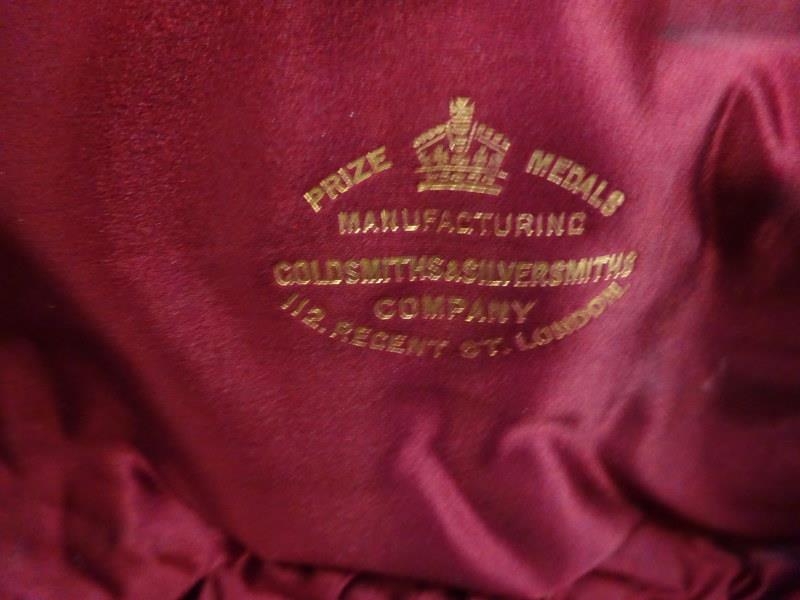 PRIZE MEDALS
MANUFACTURING
GOLDSMITHS & SILVERSMITHS
COMPANY
112. REGENT ST. LONDON